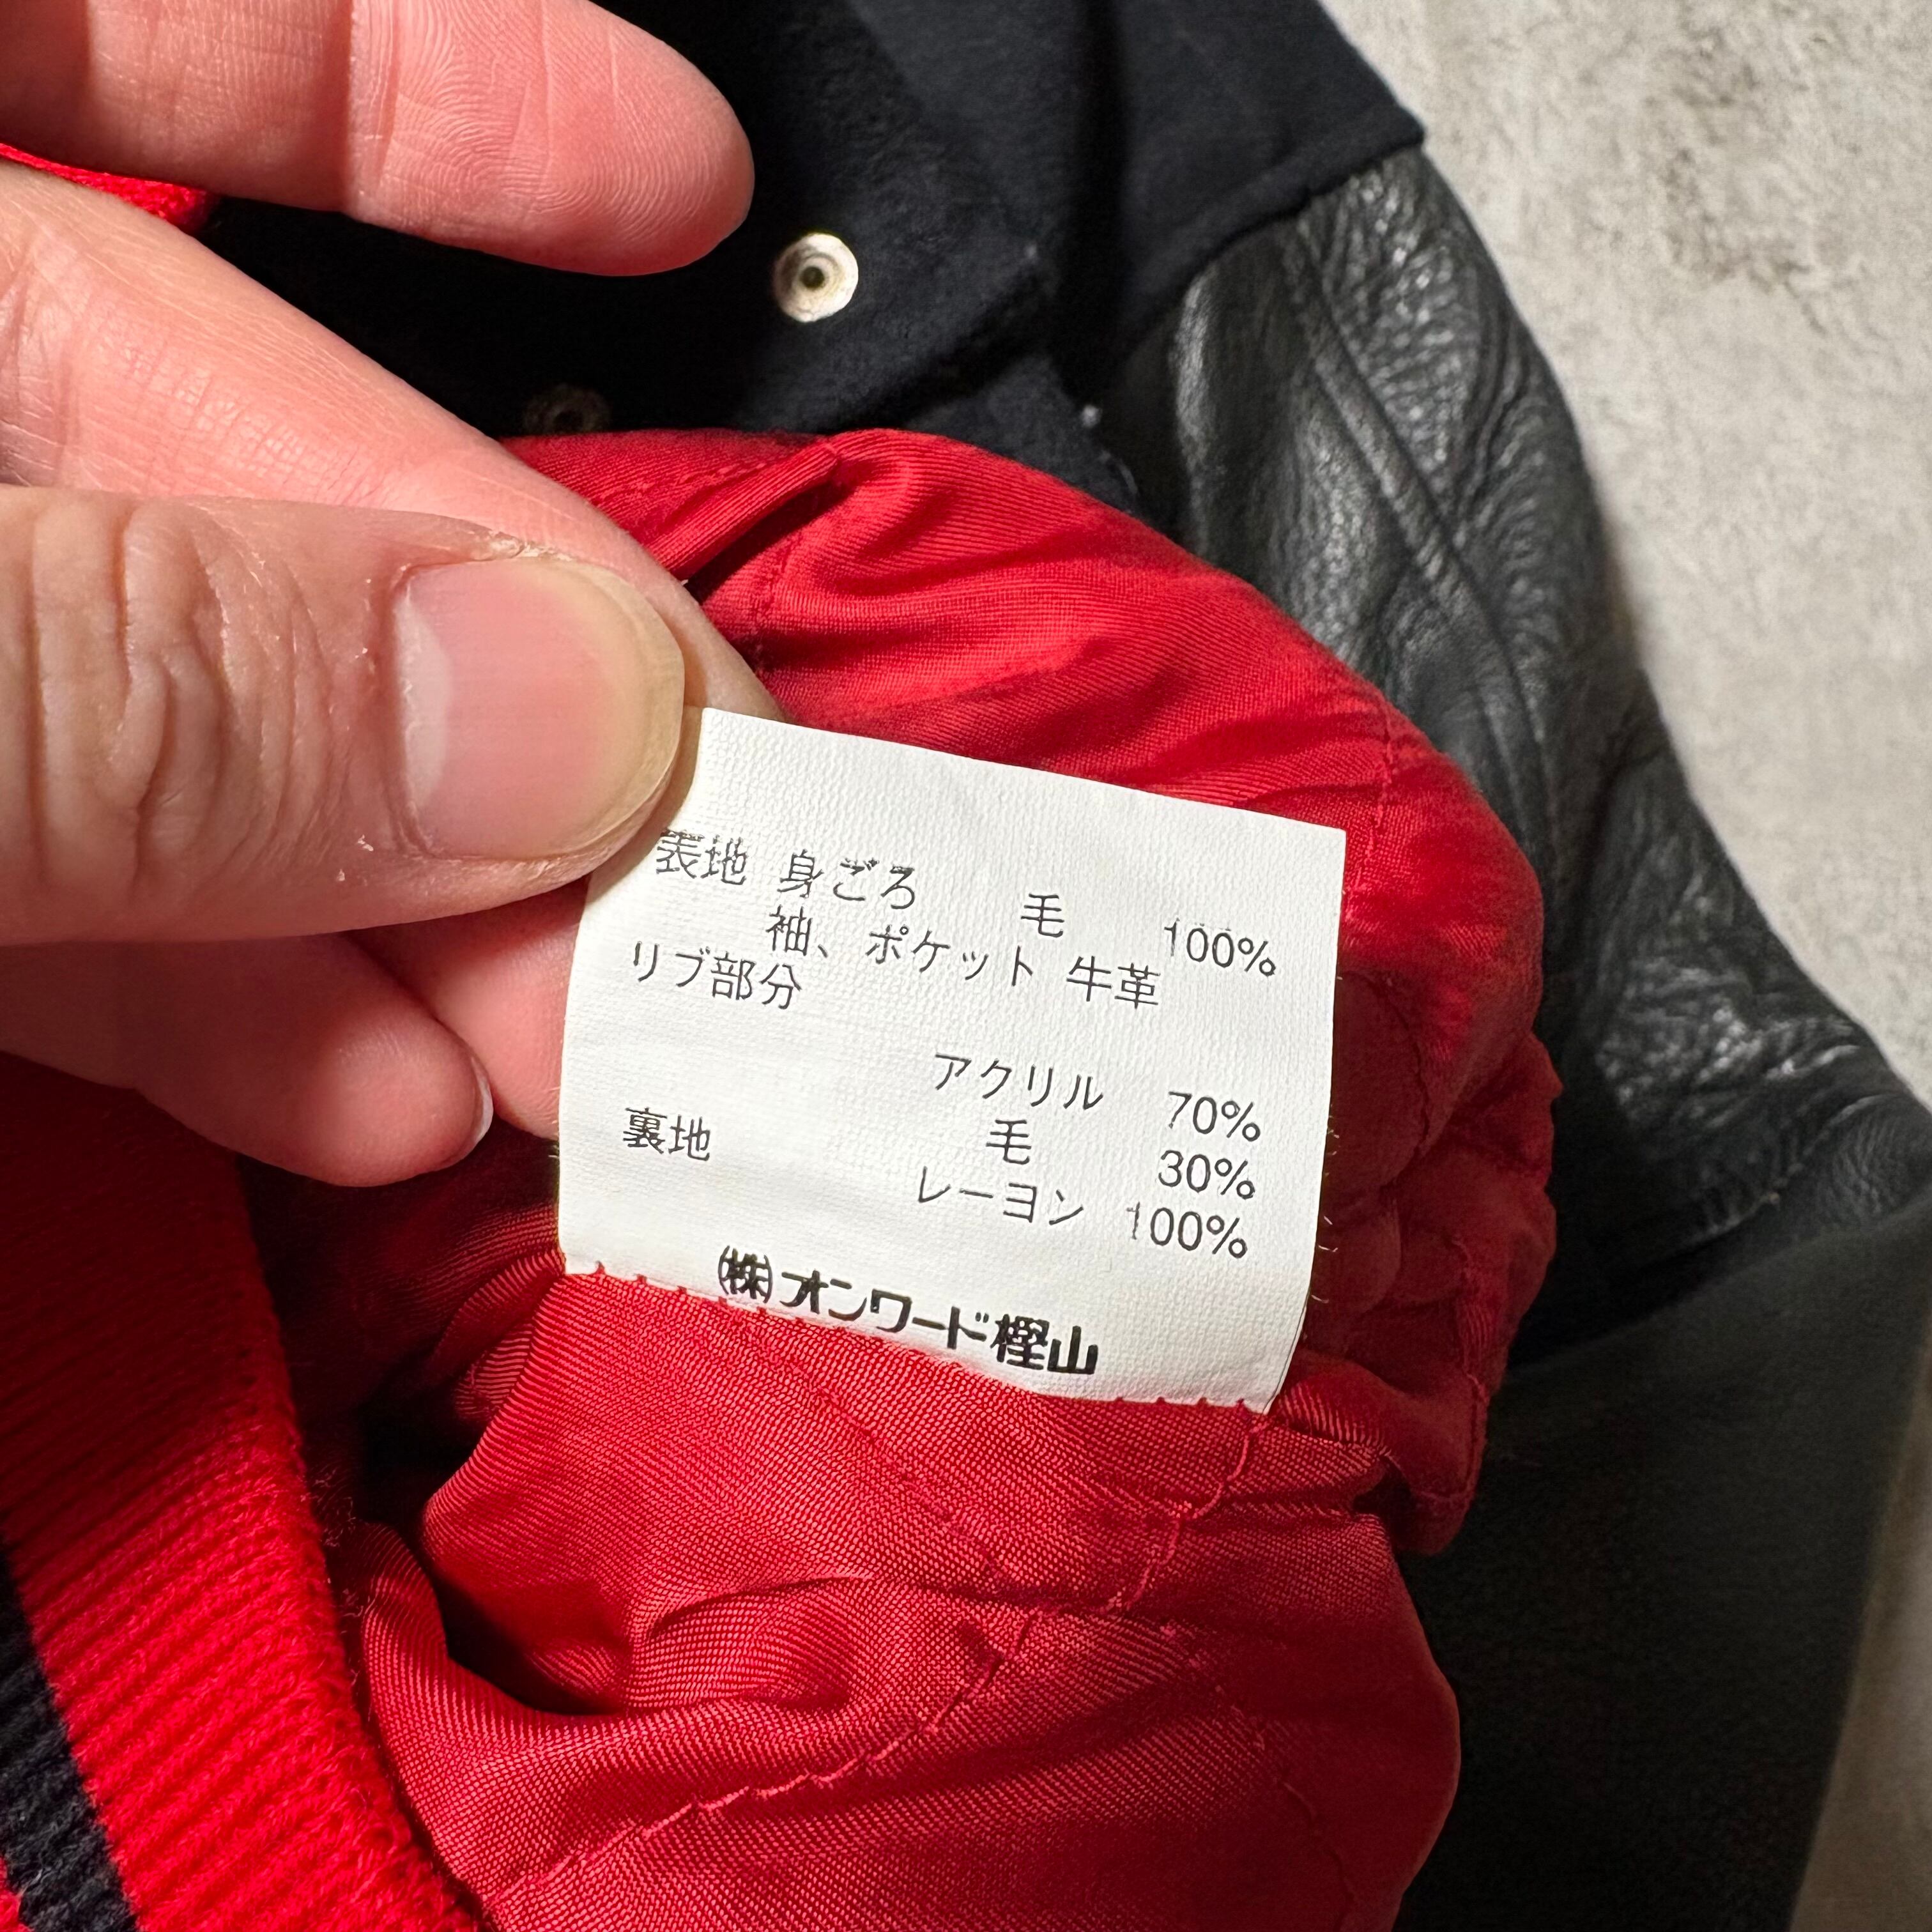 表地 身ごろ 毛 100%
袖、ポケット 牛革
リブ部分
アクリル 70%
毛 30%
裏地 レーヨン 100%
㈱オンワード樫山